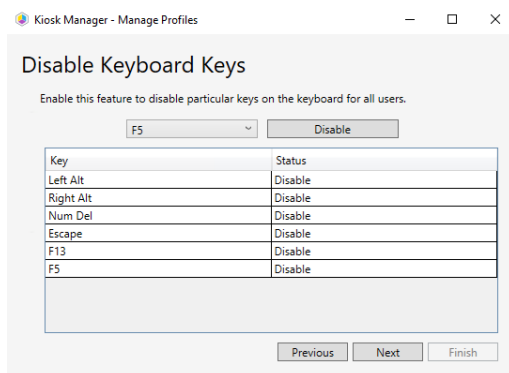 Kiosk Manager - Manage Profiles
Disable Keyboard Keys
Enable this feature to disable particular keys on the keyboard for all users.
F5 Disable
Key Status
Left Alt Disable
Right Alt Disable
Num Del Disable
Escape Disable
F13 Disable
F5 Disable
Previous Next Finish